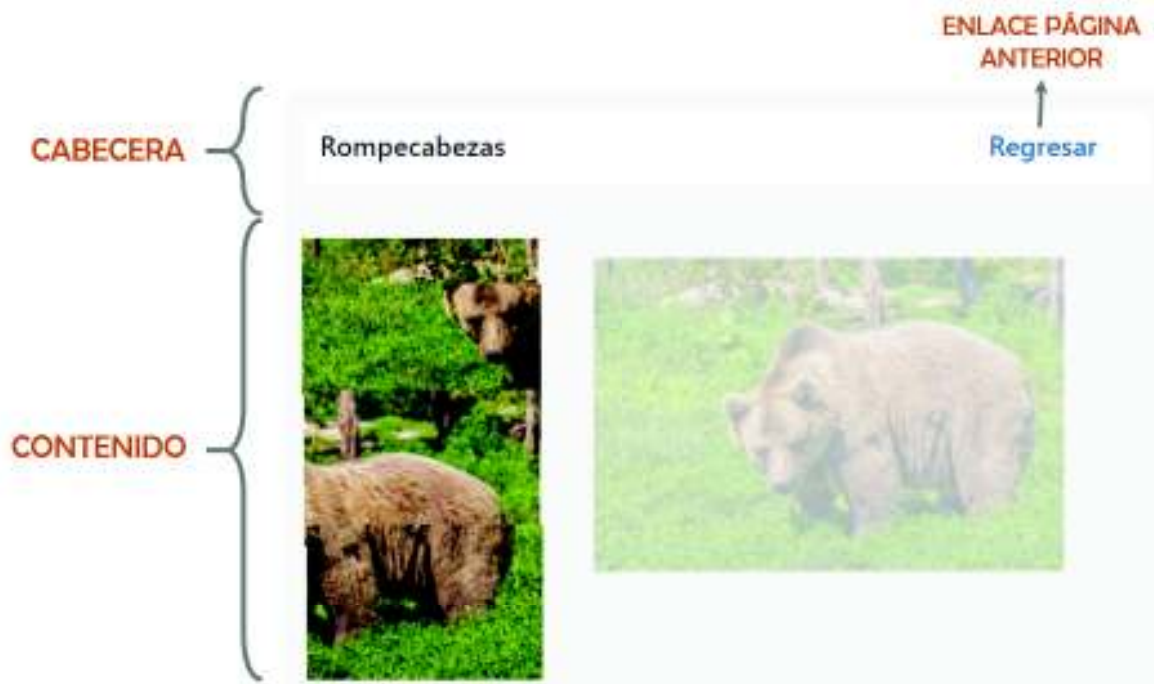 ENLACE PÁGINA
ANTERIOR
CABECERA
Rompecabezas
Regresar
CONTENIDO